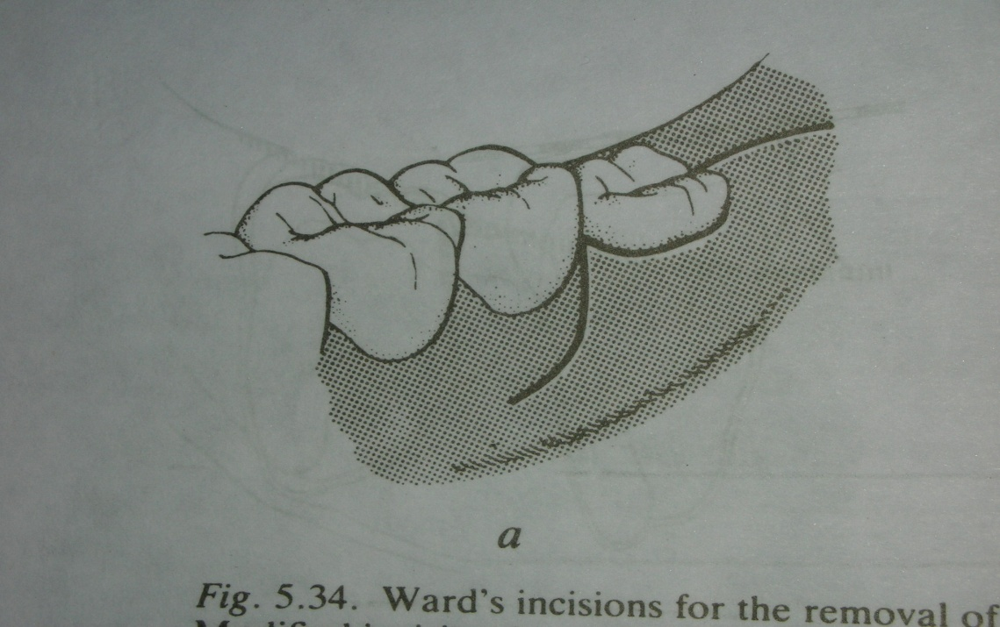 a
Fig. 5.34. Ward's incisions for the removal of